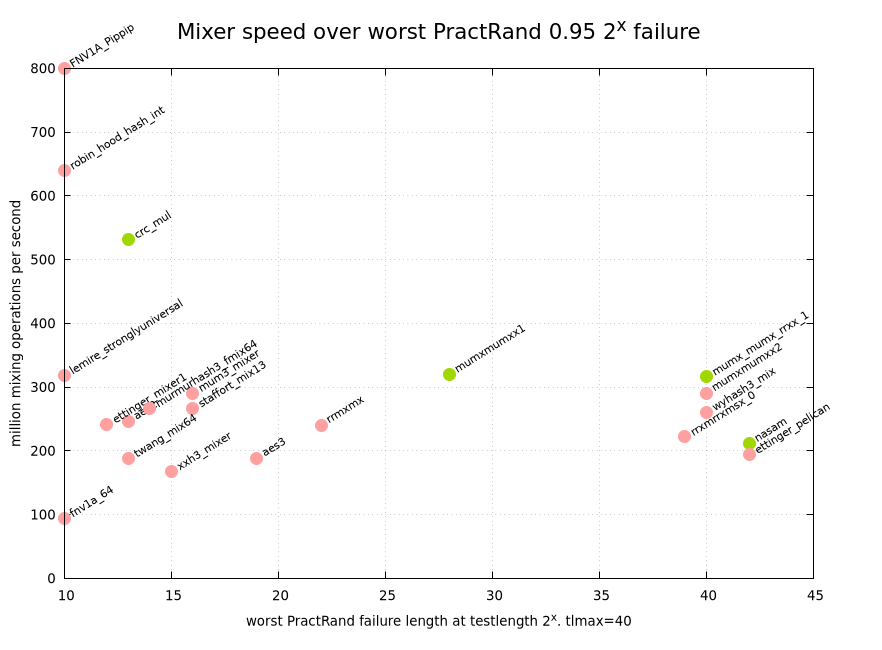 Mixer speed over worst PractRand 0.95 2^x failure
million mixing operations per second
800
700
600
500
400
300
200
100
0
FNV1A_Pippip
robin_hood_hash_int
crc_mul
lemire_stronglyuniversal
ettinger_mixer1
murmurhash3_fmix64
mum3_mixer
staffort_mix13
twang_mix64
xxh3_mixer
aes3
rrmxmx
fnv1a_64
mumxmumxx1
mumx_mumx_rrxx_1
mumxmumxx2
wyhash3_mix
rrxmrrxmsx_0
nasam
ettinger_pelican
10
15
20
25
30
35
40
45
worst PractRand failure length at testlength 2^x. tlmax=40